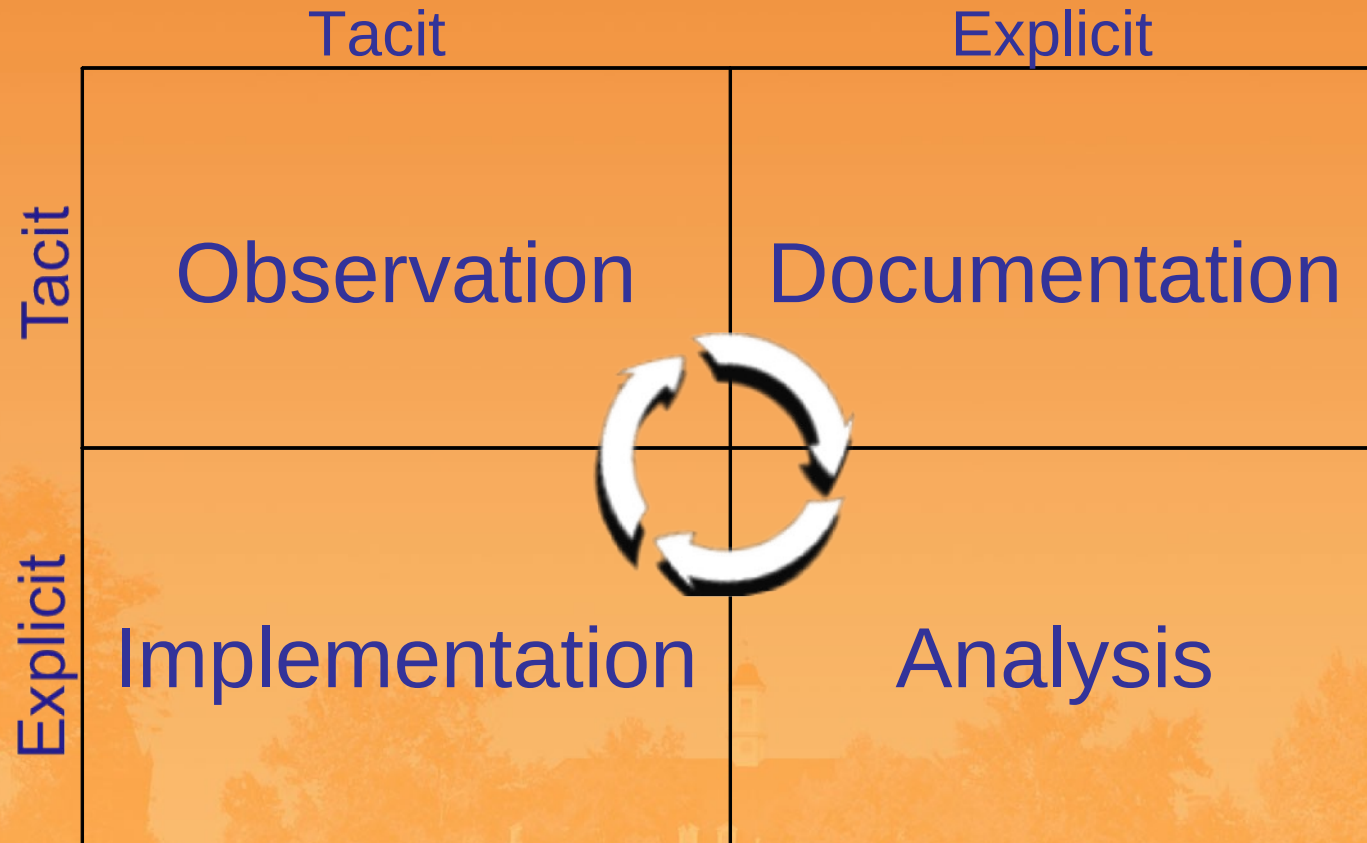 Tacit Explicit
Tacit
Observation Documentation
Explicit
Implementation Analysis